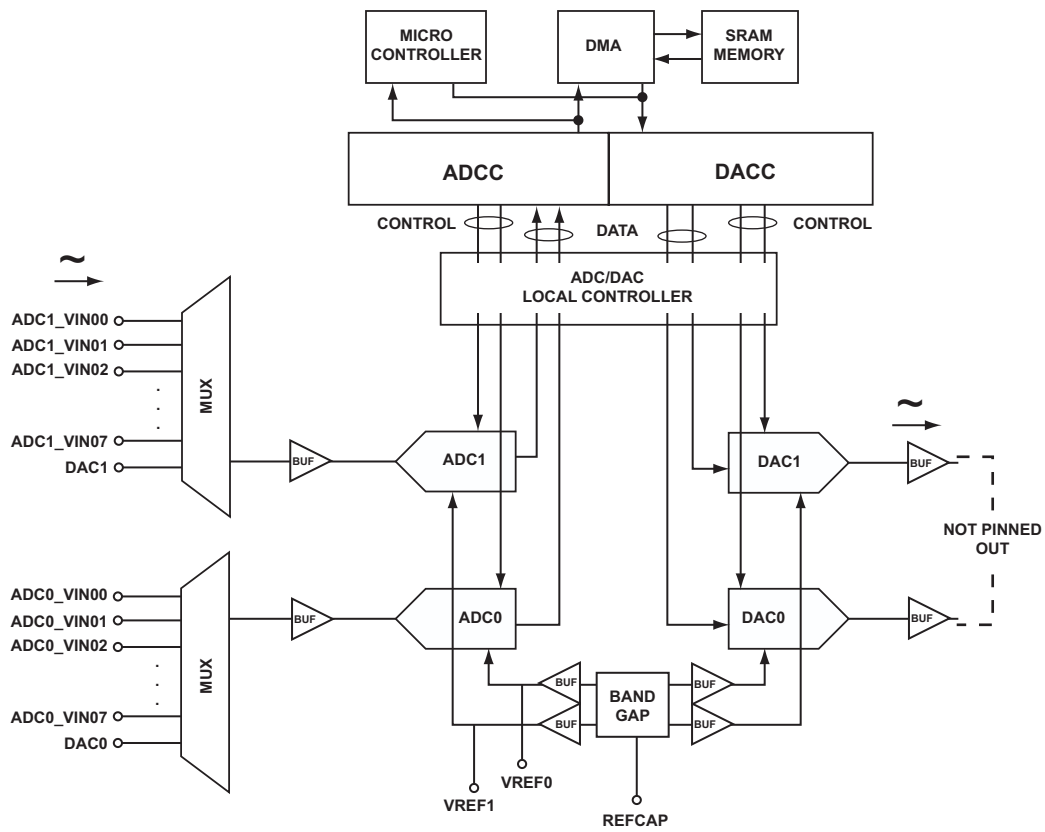 MICRO
CONTROLLER
DMA
SRAM
MEMORY
ADCC
DACC
CONTROL
DATA
CONTROL
ADC/DAC
LOCAL CONTROLLER
~
ADC1_VIN00
ADC1_VIN01
ADC1_VIN02
.
.
.
ADC1_VIN07
DAC1
MUX
BUF
ADC1
DAC1
~
BUF
NOT PINNED
OUT
ADC0_VIN00
ADC0_VIN01
ADC0_VIN02
.
.
.
ADC0_VIN07
DAC0
MUX
BUF
ADC0
DAC0
BUF
BUF
BUF
BAND
GAP
BUF
BUF
VREF0
VREF1
REFCAP